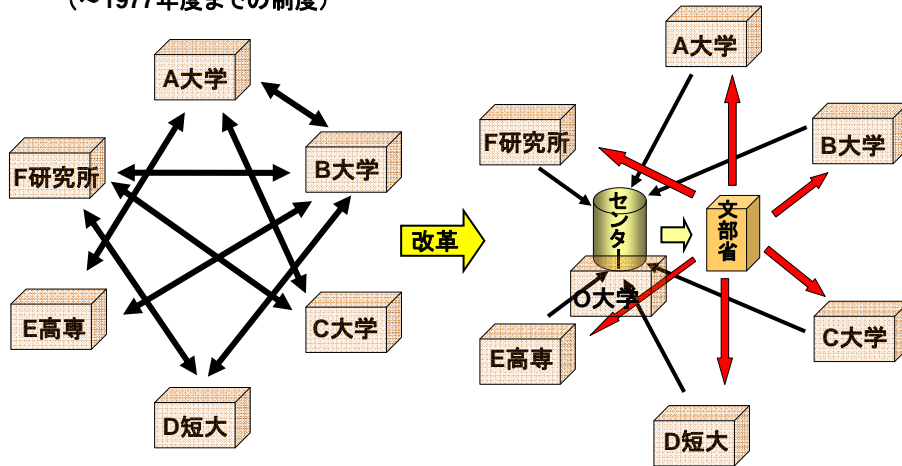 （～1977年度までの制度）
A大学
B大学
F研究所
E高専
C大学
D短大
改革
A大学
F研究所
B大学
センター
文部省
O大学
E高専
C大学
D短大